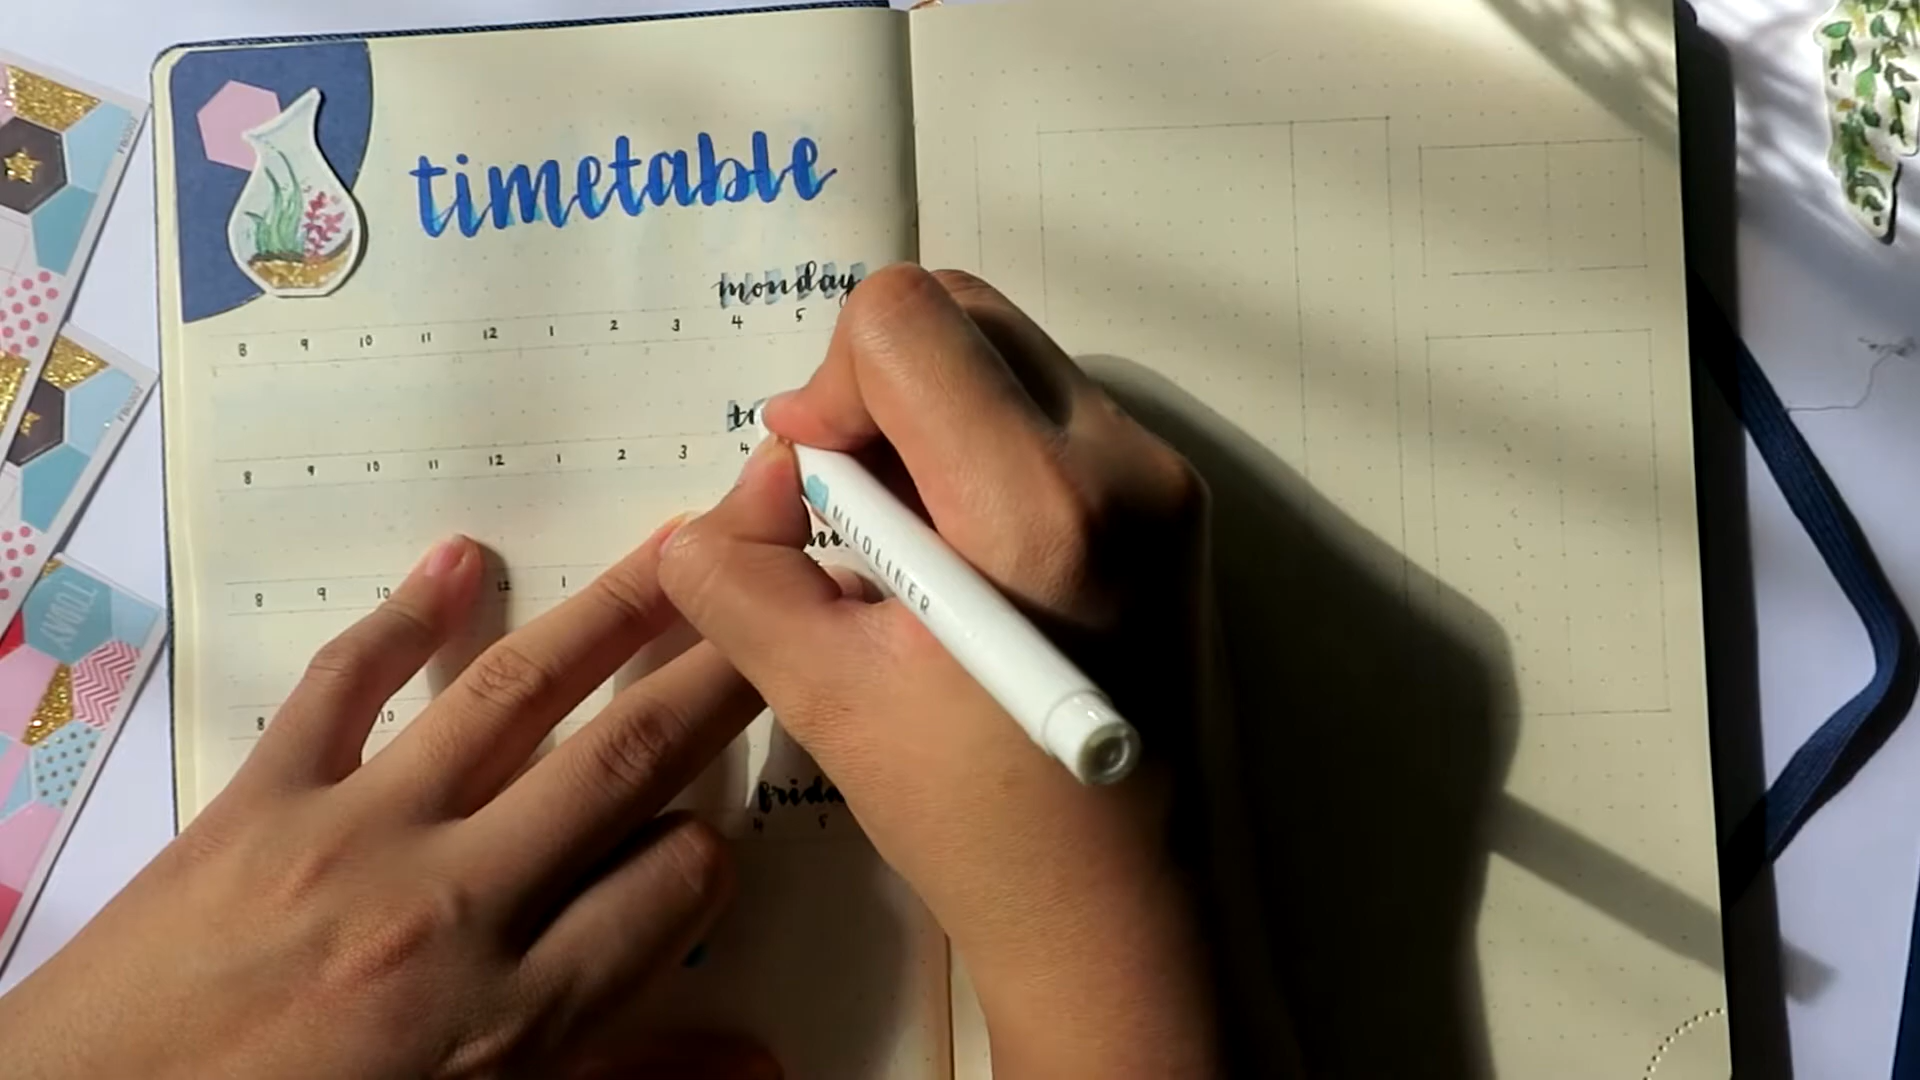 timetable
monday
8 9 10 11 12 1 2 3 4 5
8 9 10 11 12 1 2 3 4
MILDLINER
8 9 10 12 1
8 10
4 5
TODAY